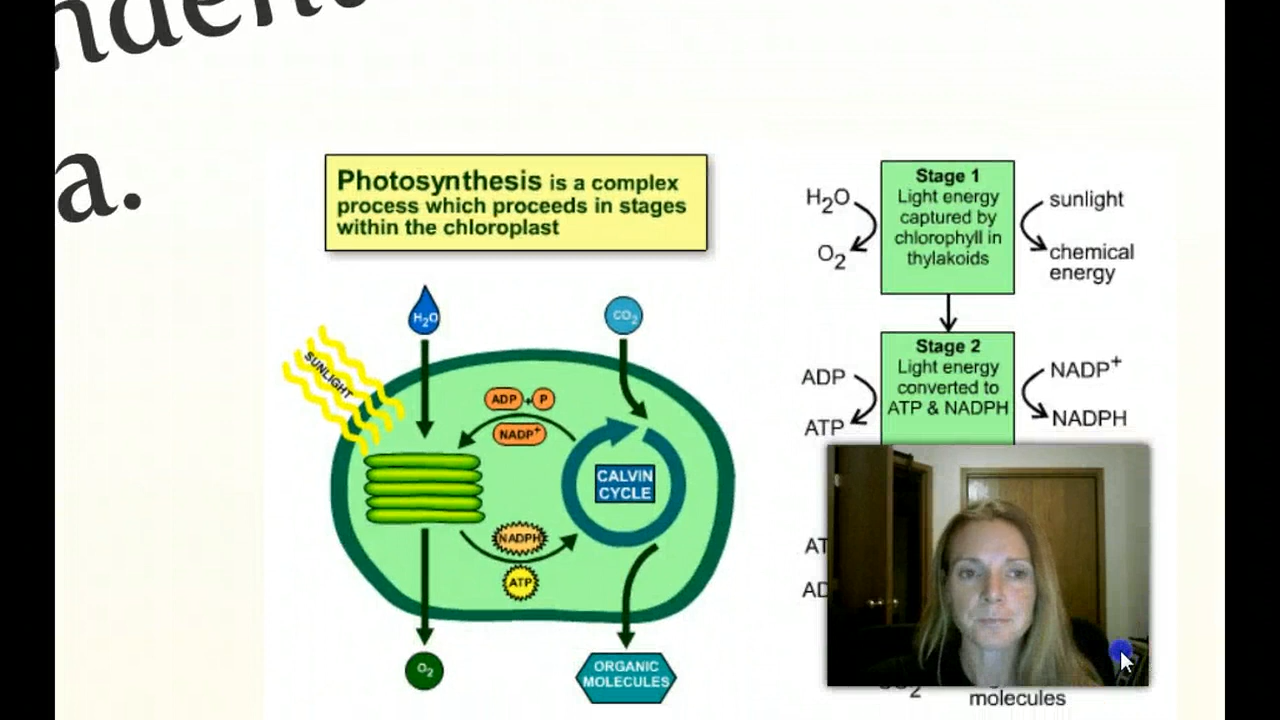 a.
Photosynthesis is a complex
process which proceeds in stages
within the chloroplast
H2O
CO2
SUNLIGHT
ADP + P
NADP+
CALVIN
CYCLE
NADPH
ATP
O2
ORGANIC
MOLECULES
Stage 1
Light energy
captured by
chlorophyll in
thylakoids
H2O
O2
sunlight
chemical
energy
Stage 2
Light energy
converted to
ATP & NADPH
ADP
ATP
NADP+
NADPH
molecules